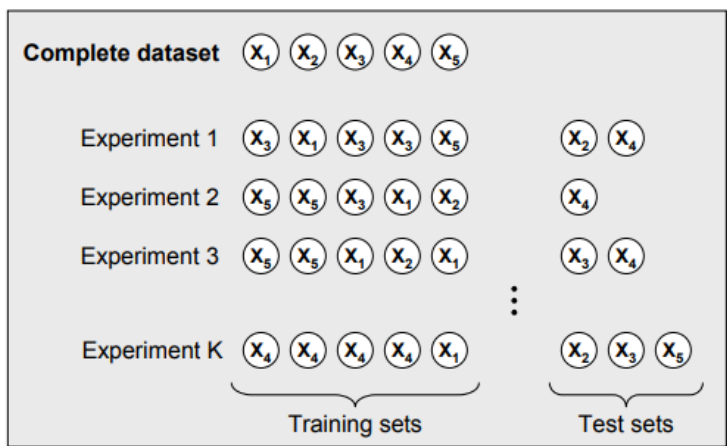 Complete dataset X₁ X₂ X₃ X₄ X₅
Experiment 1 X₃ X₁ X₃ X₃ X₅ X₂ X₄
Experiment 2 X₅ X₅ X₃ X₁ X₂ X₄
Experiment 3 X₅ X₅ X₁ X₂ X₁ X₃ X₄
Experiment K X₄ X₄ X₄ X₄ X₁ X₂ X₃ X₅
Training sets Test sets